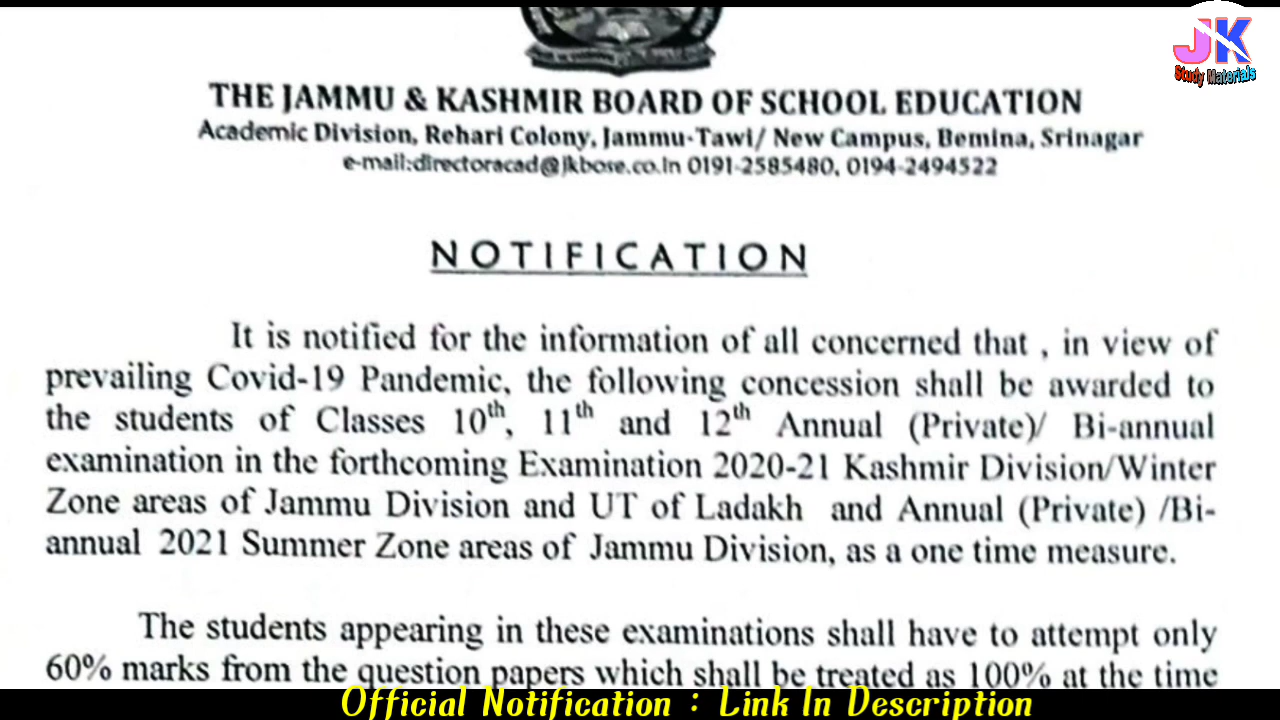 JK
Study Materials
THE JAMMU & KASHMIR BOARD OF SCHOOL EDUCATION
Academic Division, Rehari Colony, Jammu-Tawi/ New Campus, Bemina, Srinagar
e-mail:directoracad@jkbose.co.in 0191-2585480, 0194-2494522
NOTIFICATION
It is notified for the information of all concerned that , in view of
prevailing Covid-19 Pandemic, the following concession shall be awarded to
the students of Classes 10th, 11th and 12th Annual (Private)/ Bi-annual
examination in the forthcoming Examination 2020-21 Kashmir Division/Winter
Zone areas of Jammu Division and UT of Ladakh and Annual (Private) /Bi-
annual 2021 Summer Zone areas of Jammu Division, as a one time measure.
The students appearing in these examinations shall have to attempt only
60% marks from the question papers which shall be treated as 100% at the time
Official Notification : Link In Description